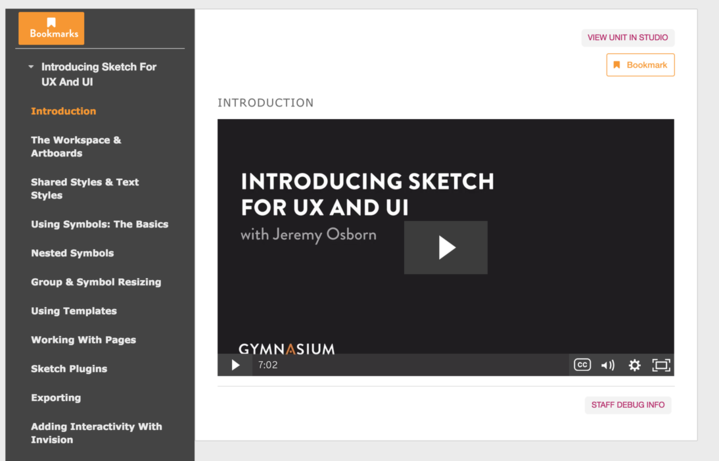 Bookmarks
Introducing Sketch For
UX And UI
Introduction
The Workspace &
Artboards
Shared Styles & Text
Styles
Using Symbols: The Basics
Nested Symbols
Group & Symbol Resizing
Using Templates
Working With Pages
Sketch Plugins
Exporting
Adding Interactivity With
Invision
VIEW UNIT IN STUDIO
Bookmark
INTRODUCTION
INTRODUCING SKETCH
FOR UX AND UI
with Jeremy Osborn
GYMNASIUM
7:02
CC
STAFF DEBUG INFO